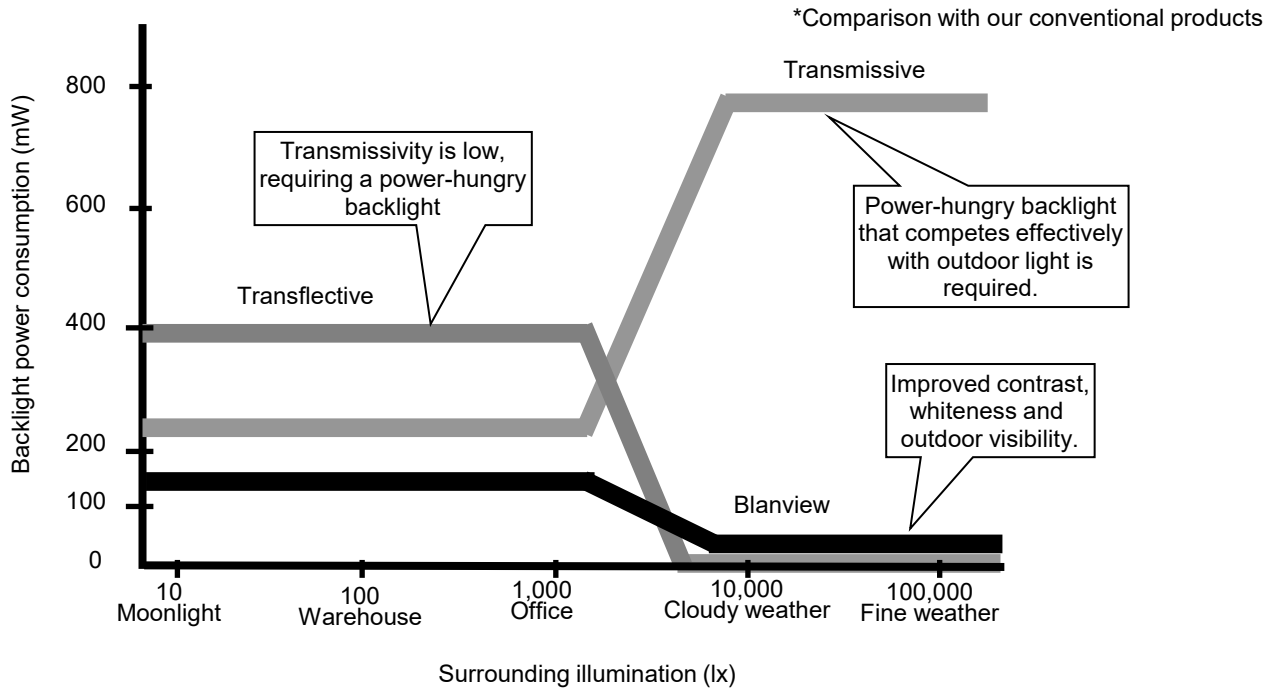 *Comparison with our conventional products
Transmissive
800
Transmissivity is low,
requiring a power-hungry
backlight
Power-hungry backlight
that competes effectively
with outdoor light is
required.
600
Backlight power consumption (mW)
Transflective
400
Improved contrast,
whiteness and
outdoor visibility.
200
100
Blanview
0
10
Moonlight
100
Warehouse
1,000
Office
10,000
Cloudy weather
100,000
Fine weather
Surrounding illumination (lx)